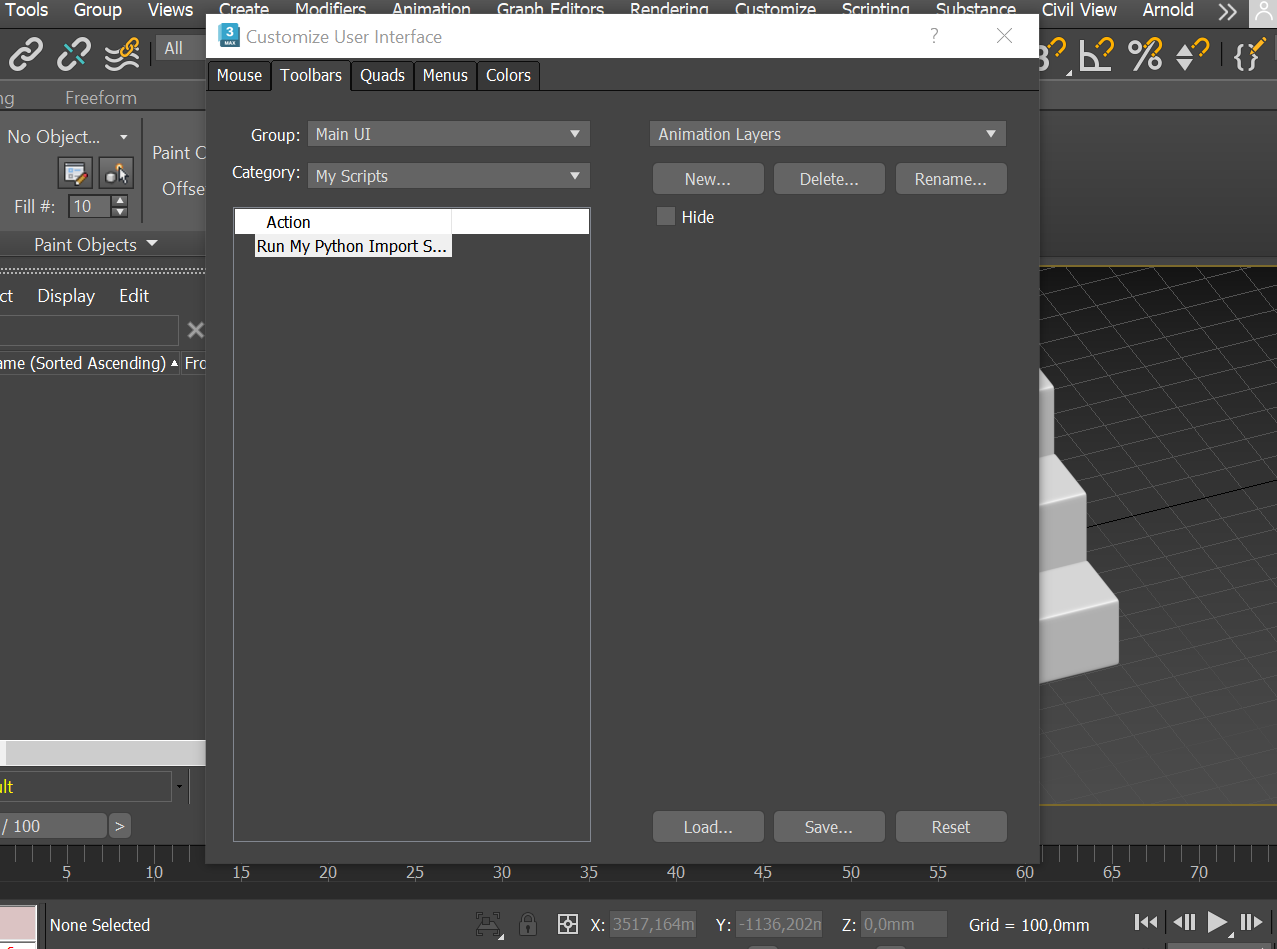 Tools Group Views Create Modifiers Animation Graph Editors Rendering Customize Scripting Substance Civil View Arnold
3 MAX Customize User Interface ?
All
Mouse Toolbars Quads Menus Colors
ng Freeform
No Object...
Paint O
Offse
Fill #: 10
Paint Objects
Group: Main UI
Category: My Scripts
Action
Run My Python Import S...
Animation Layers
New... Delete... Rename...
Hide
Load... Save... Reset
ct Display Edit
ame (Sorted Ascending) Fro
ult
/ 100 >
5 10 15 20 25 30 35 40 45 50 55 60 65 70
None Selected X: 3517,164m Y: -1136,202m Z: 0,0mm Grid = 100,0mm